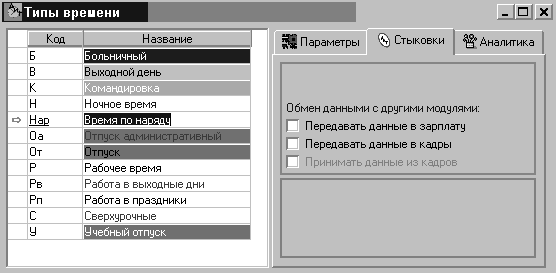 Типы времени
Код Название
Б Больничный
В Выходной день
К Командировка
Н Ночное время
Нар Время по наряду
Оа Отпуск административный
От Отпуск
Р Рабочее время
Рв Работа в выходные дни
Рп Работа в праздники
С Сверхурочные
У Учебный отпуск
Параметры Стыковки Аналитика
Обмен данными с другими модулями:
Передавать данные в зарплату
Передавать данные в кадры
Принимать данные из кадров